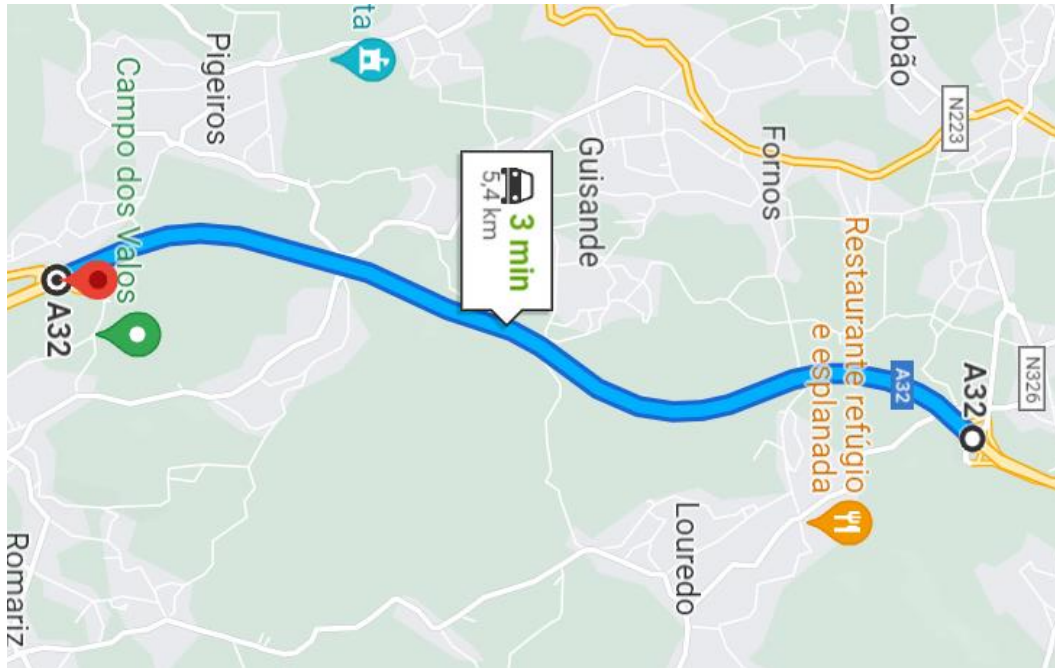 N326
A32
N223
Lobão
A32
Restaurante refúgio
e esplanada
Fornos
Louredo
Guisande
3 min
5,4 km
ta
Pigeiros
Campo dos Valos
A32
Romariz